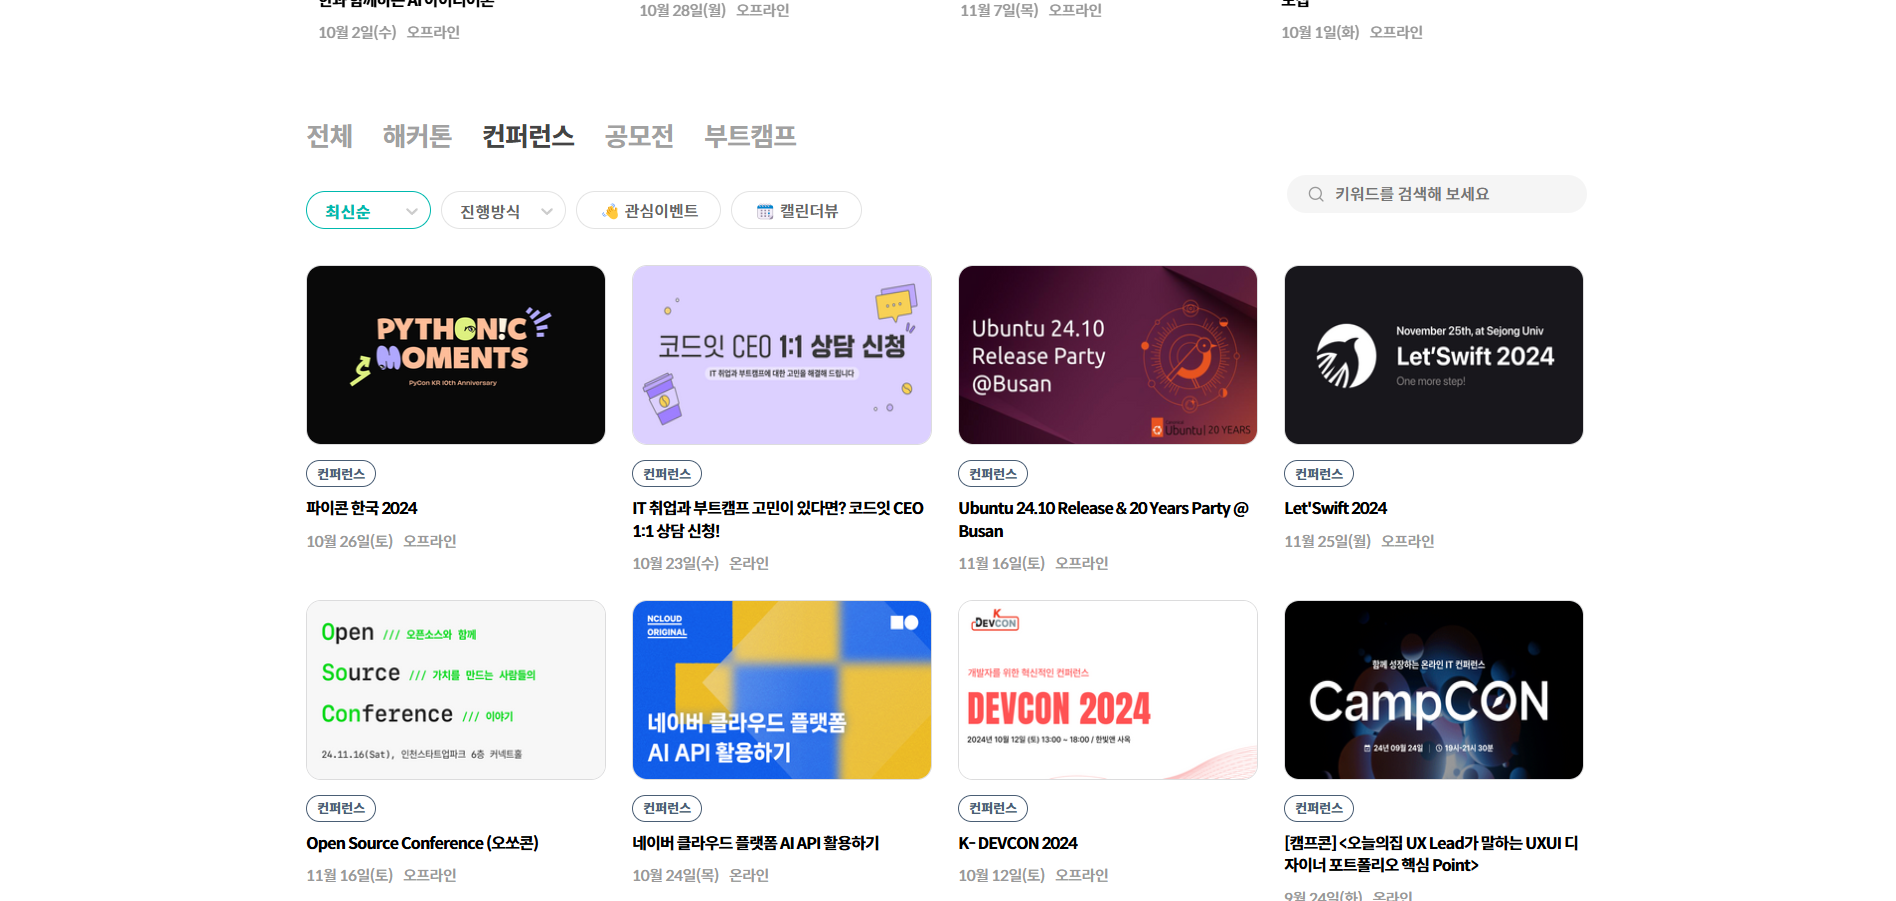 한과 함께하는 AI 아이디어톤
모집
10월 28일(월) 오프라인
11월 7일(목) 오프라인
10월 2일(수) 오프라인
10월 1일(화) 오프라인
전체 해커톤 컨퍼런스 공모전 부트캠프
최신순 진행방식 관심이벤트 캘린더뷰
키워드를 검색해 보세요
PYTHON!C
MOMENTS
PyCon KR 10th Anniversary
컨퍼런스
파이콘 한국 2024
10월 26일(토) 오프라인
코드잇 CEO 1:1 상담 신청
IT 취업과 부트캠프에 대한 고민을 해결해 드립니다
컨퍼런스
IT 취업과 부트캠프 고민이 있다면? 코드잇 CEO
1:1 상담 신청!
10월 23일(수) 온라인
Ubuntu 24.10
Release Party
@Busan
Ubuntu | 20 YEARS
컨퍼런스
Ubuntu 24.10 Release & 20 Years Party @
Busan
11월 16일(토) 오프라인
November 25th, at Sejong Univ
Let'Swift 2024
One more step!
컨퍼런스
Let'Swift 2024
11월 25일(월) 오프라인
Open /// 오픈소스와 함께
Source /// 가치를 만드는 사람들의
Conference /// 이야기
24.11.16(Sat), 인천스타트업파크 6층 커넥트홀
컨퍼런스
Open Source Conference (오쏘콘)
11월 16일(토) 오프라인
NCLOUD
ORIGINAL
네이버 클라우드 플랫폼
AI API 활용하기
컨퍼런스
네이버 클라우드 플랫폼 AI API 활용하기
10월 24일(목) 온라인
K
DEVCON
개발자를 위한 혁신적인 컨퍼런스
DEVCON 2024
2024년 10월 12일 (토) 13:00 ~ 18:00 / 한빛앤 사옥
컨퍼런스
K- DEVCON 2024
10월 12일(토) 오프라인
함께 성장하는 온라인 IT 컨퍼런스
CampCON
24년 09월 24일 | 19시-21시 30분
컨퍼런스
[캠프콘] <오늘의집 UX Lead가 말하는 UXUI 디
자이너 포트폴리오 핵심 Point>
9월 24일(화) 온라인